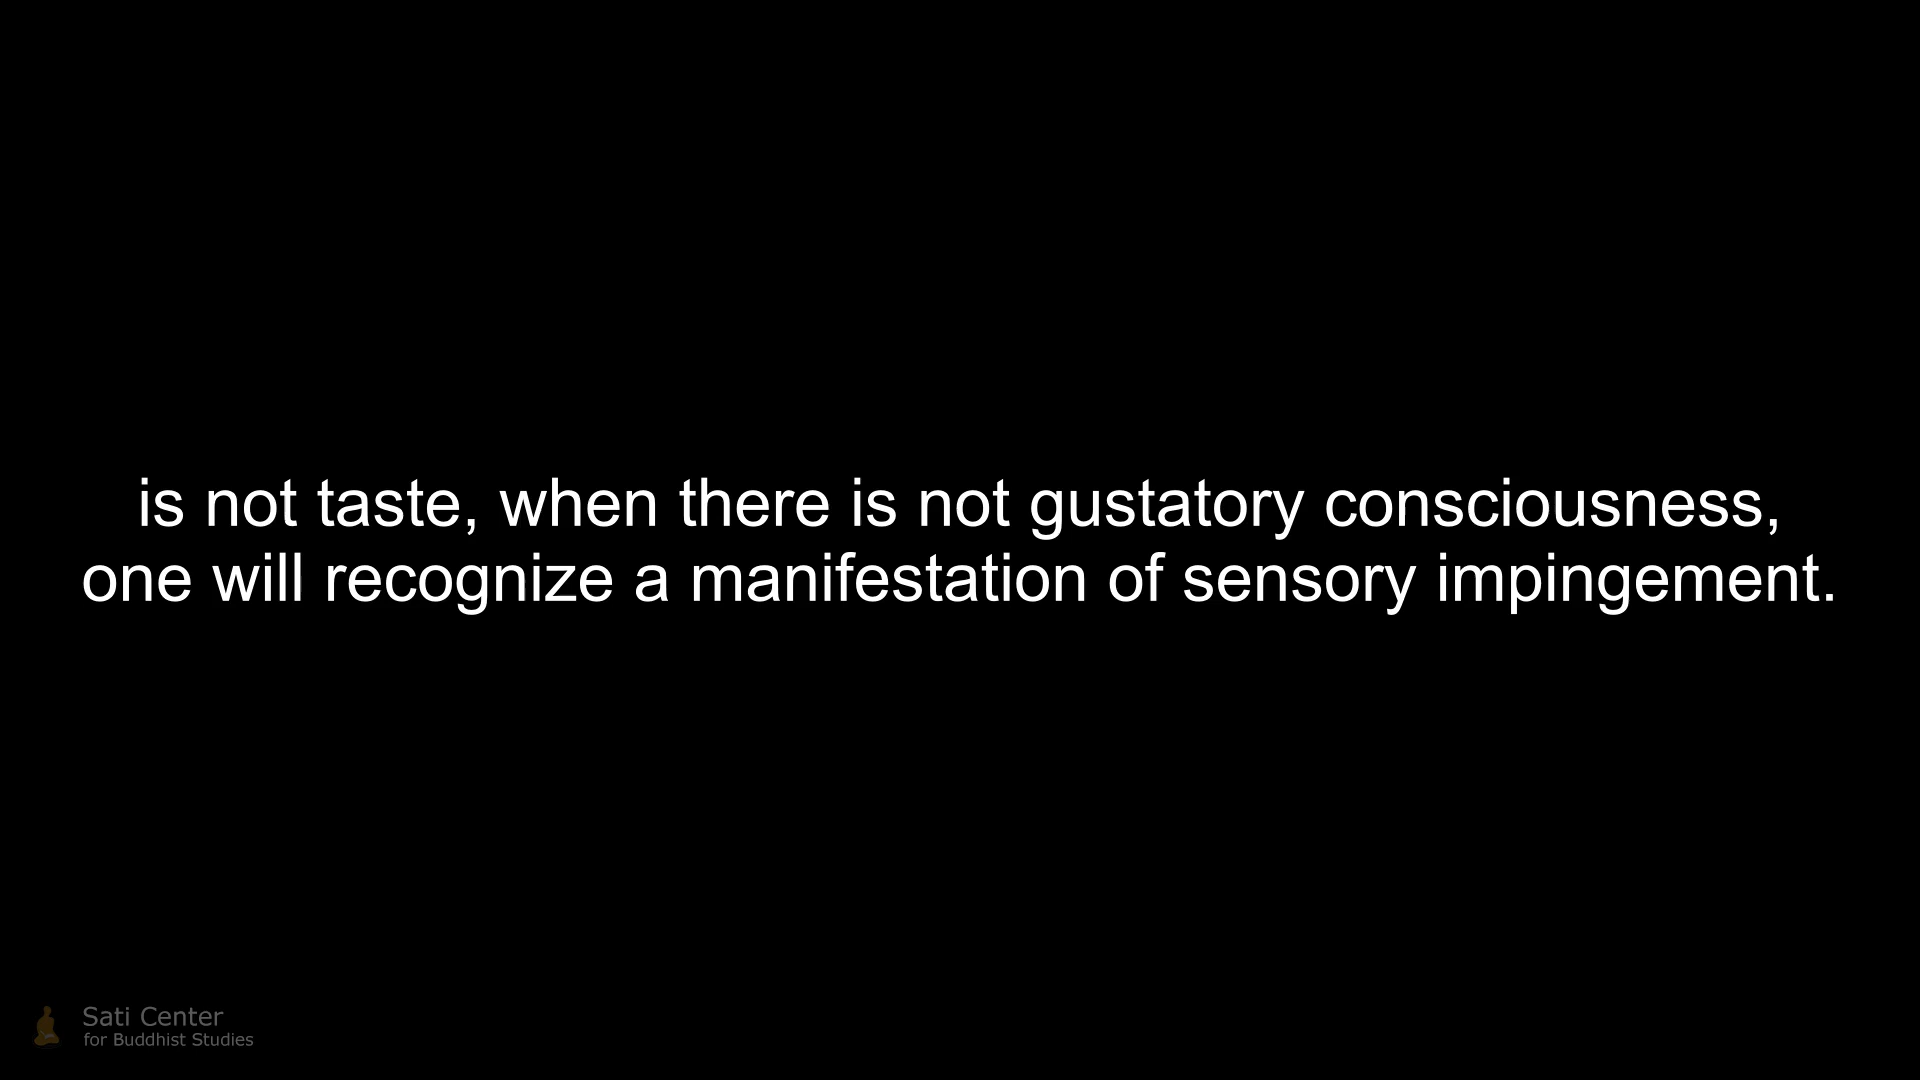 is not taste, when there is not gustatory consciousness,
one will recognize a manifestation of sensory impingement.
Sati Center
for Buddhist Studies